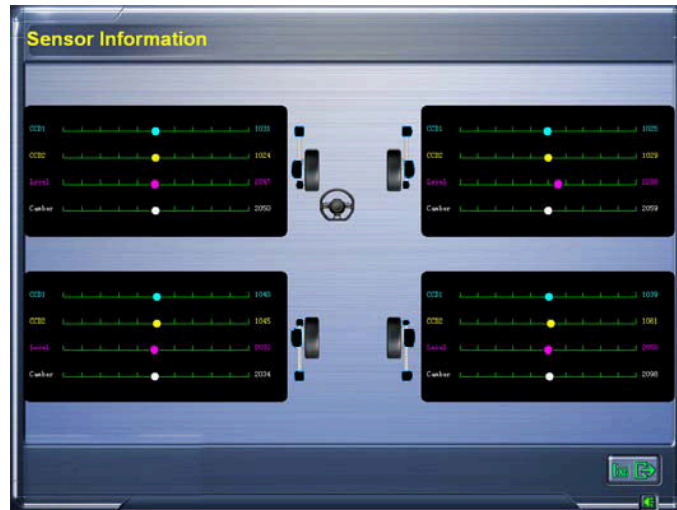 Sensor Information
CCD1 1031
CCD2 1024
Level 2047
Camber 2050
CCD1 1025
CCD2 1029
Level
Camber 2059
CCD1 1040
CCD2 1045
Level
Camber 2034
CCD1 1039
CCD2 1061
Level
Camber 2098